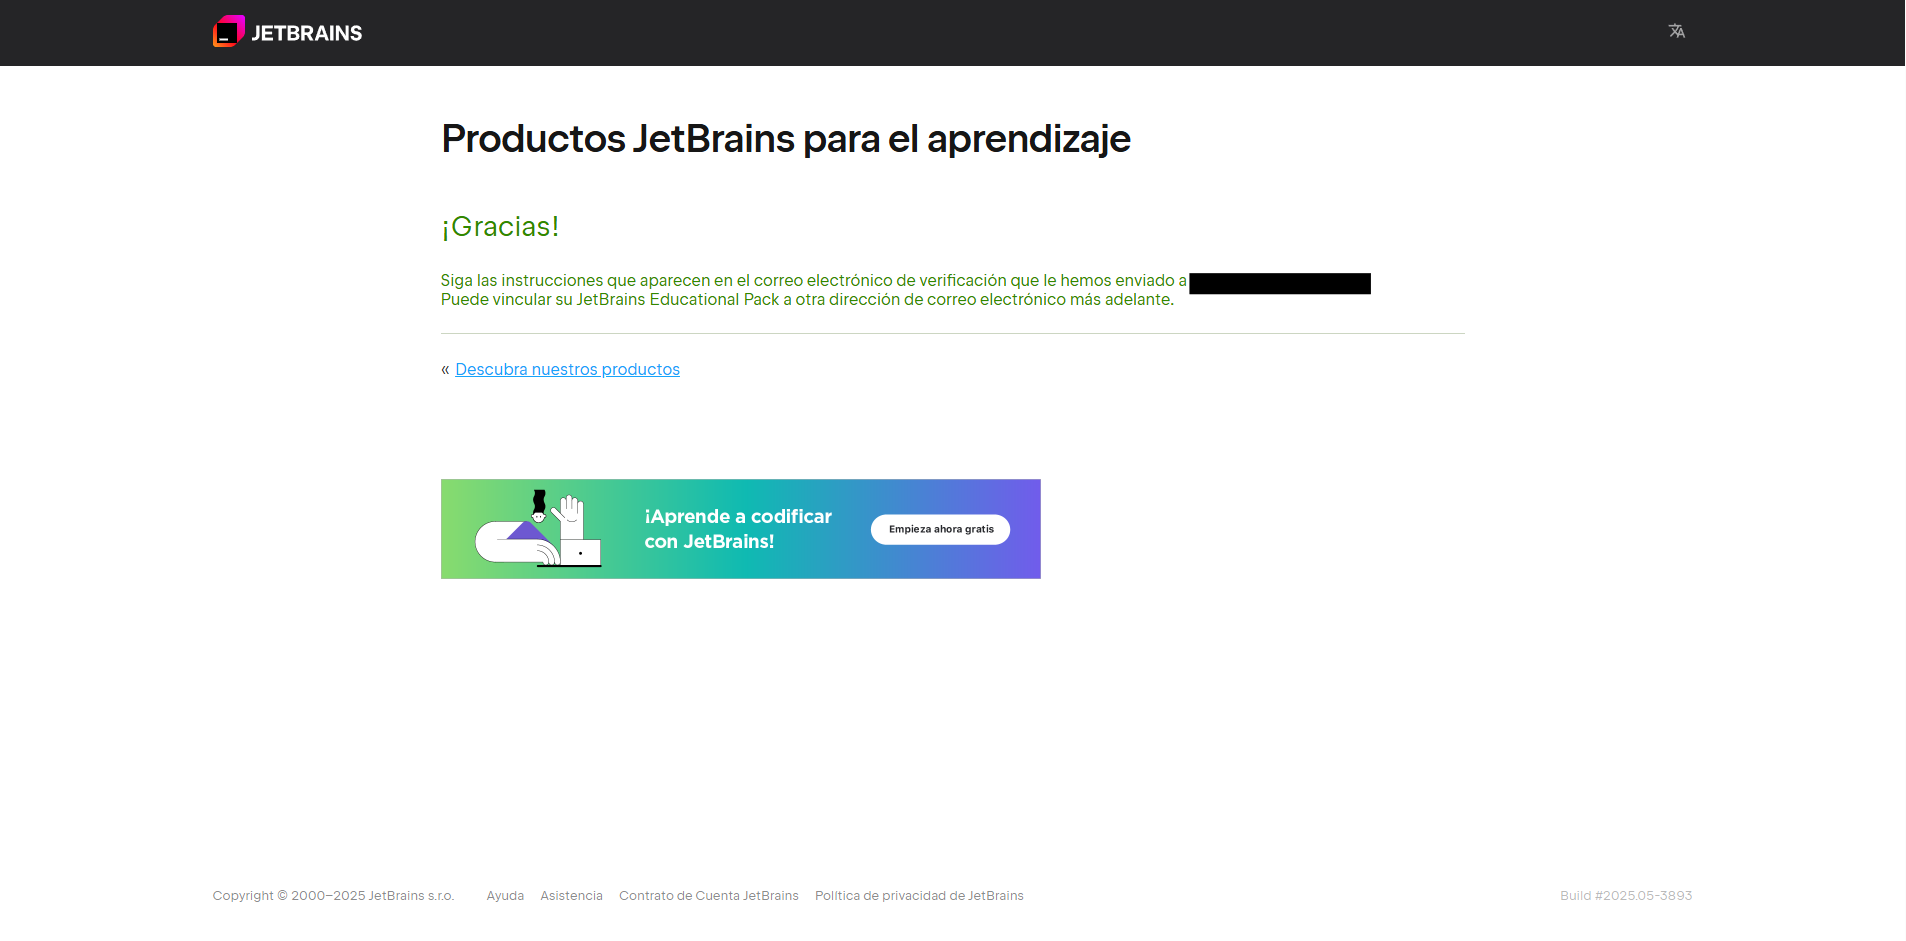 JETBRAINS
Productos JetBrains para el aprendizaje
¡Gracias!
Siga las instrucciones que aparecen en el correo electrónico de verificación que le hemos enviado a
Puede vincular su JetBrains Educational Pack a otra dirección de correo electrónico más adelante.
« Descubra nuestros productos
¡Aprende a codificar
con JetBrains!
Empieza ahora gratis
Copyright © 2000–2025 JetBrains s.r.o. Ayuda Asistencia Contrato de Cuenta JetBrains Política de privacidad de JetBrains Build #2025.05-3893